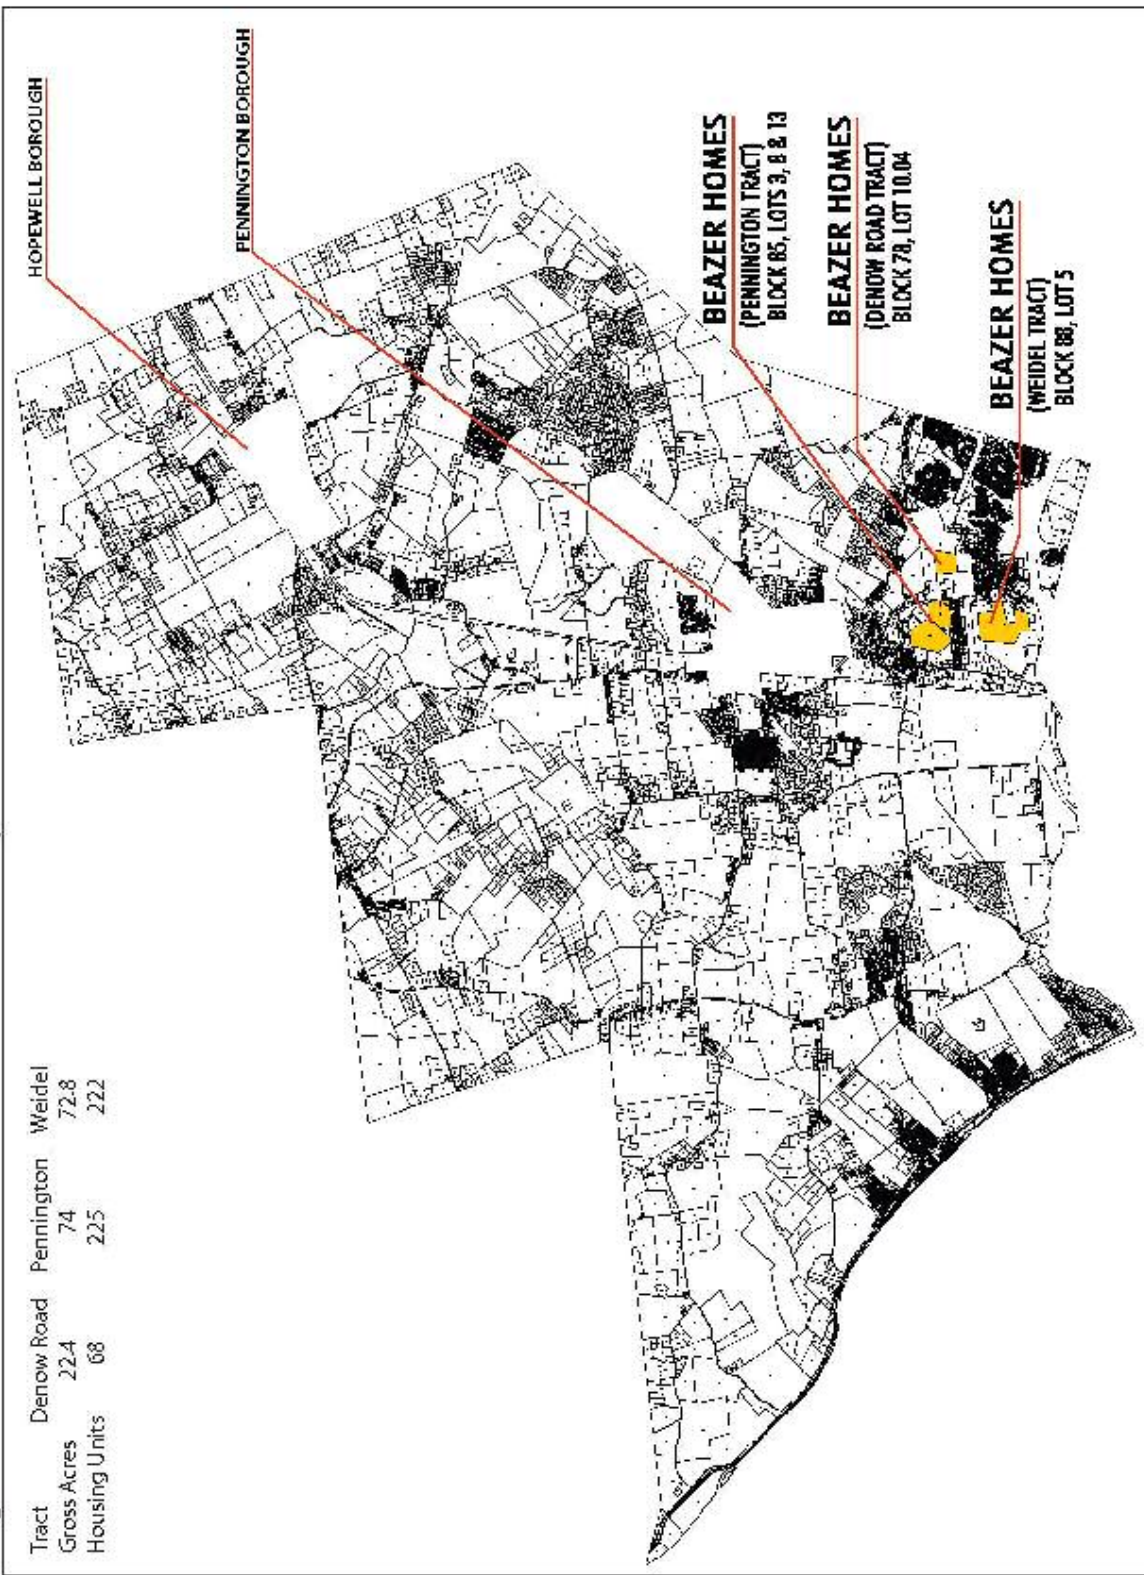 Tract Denow Road Pennington Weidel
Gross Acres 22.4 74 72.8
Housing Units 68 225 222
HOPEWELL BOROUGH
PENNINGTON BOROUGH
BEAZER HOMES
(PENNINGTON TRACT)
BLOCK 85, LOTS 3, 8 & 13
BEAZER HOMES
(DENOW ROAD TRACT)
BLOCK 78, LOT 10.04
BEAZER HOMES
(WEIDEL TRACT)
BLOCK 88, LOT 5